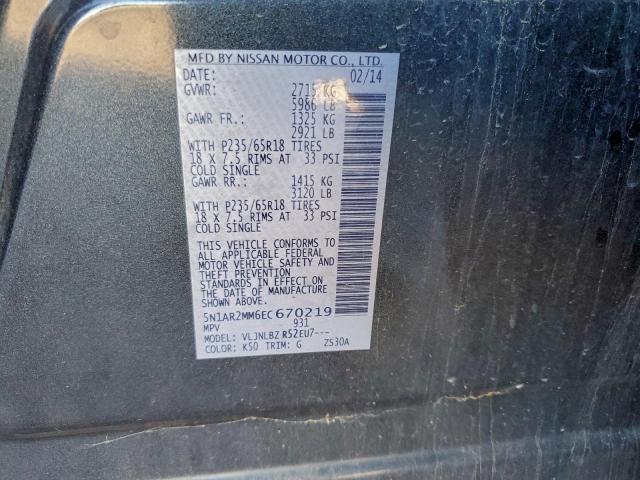 MFD BY NISSAN MOTOR CO., LTD.
DATE: 02/14
GVWR: 2715 KG
5986 LB
GAWR FR.: 1325 KG
2921 LB
WITH P235/65R18 TIRES
18 X 7.5 RIMS AT 33 PSI
COLD SINGLE
GAWR RR.: 1415 KG
3120 LB
WITH P235/65R18 TIRES
18 X 7.5 RIMS AT 33 PSI
COLD SINGLE
THIS VEHICLE CONFORMS TO
ALL APPLICABLE FEDERAL
MOTOR VEHICLE SAFETY AND
THEFT PREVENTION
STANDARDS IN EFFECT ON
THE DATE OF MANUFACTURE
SHOWN ABOVE.
5N1AR2MM6EC670219
MPV 931
MODEL: VLJNLBZ R52EU7---
COLOR: K50 TRIM: G ZS30A